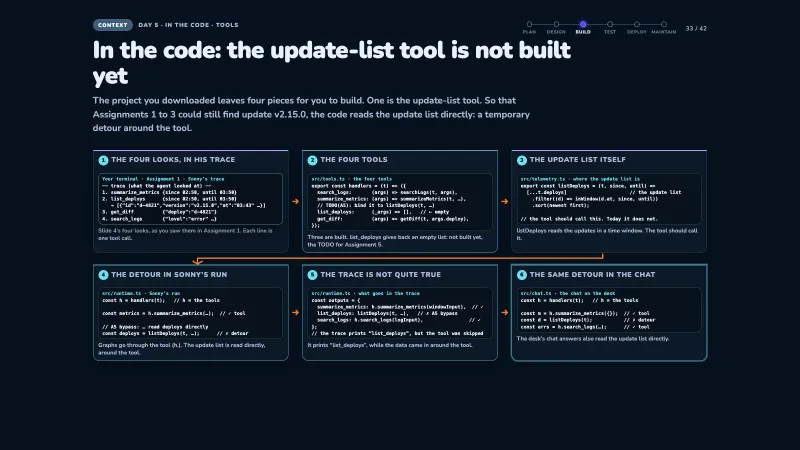 CONTEXT DAY 5 · IN THE CODE · TOOLS
PLAN DESIGN BUILD TEST DEPLOY MAINTAIN
33 / 42
In the code: the update-list tool is not built
yet
The project you downloaded leaves four pieces for you to build. One is the update-list tool. So that
Assignments 1 to 3 could still find update v2.15.0, the code reads the update list directly: a temporary
detour around the tool.
1 THE FOUR LOOKS, IN HIS TRACE
Your terminal · Assignment 1 · Sonny's trace
── trace (what the agent looked at) ──
1. summarize_metrics {since 02:50, until 03:50}
2. list_deploys {since 02:50, until 03:50}
→ [{"id":"d-4821","version":"v2.15.0","at":"03:43" …}]
3. get_diff {"deploy":"d-4821"}
4. search_logs {"level":"error" …}
Slide 4's four looks, as you saw them in Assignment 1. Each line is
one tool call.
2 THE FOUR TOOLS
src/tools.ts · the four tools
export const handlers = (t) => ({
search_logs: (args) => searchLogs(t, args),
summarize_metrics: (args) => summarizeMetrics(t, …),
// TODO(A5): bind it to listDeploys(t, …)
list_deploys: (_args) => [], // ← empty
get_diff: (args) => getDiff(t, args.deploy),
});
Three are built. list_deploys gives back an empty list: not built yet,
the TODO for Assignment 5.
3 THE UPDATE LIST ITSELF
src/telemetry.ts · where the update list is
export const listDeploys = (t, since, until) =>
[...t.deploys] // the update list
.filter((d) => inWindow(d.at, since, until))
.sort(newest first);
// the tool should call this. Today it does not.
listDeploys reads the updates in a time window. The tool should call
it.
4 THE DETOUR IN SONNY'S RUN
src/runtime.ts · Sonny's run
const h = handlers(t); // h = the tools
const metrics = h.summarize_metrics(…); // ✓ tool
// A5 bypass: … read deploys directly
const deploys = listDeploys(t, …); // ✗ detour
Graphs go through the tool (h.). The update list is read directly,
around the tool.
5 THE TRACE IS NOT QUITE TRUE
src/runtime.ts · what goes in the trace
const outputs = {
summarize_metrics: h.summarize_metrics(windowInput), // ✓
list_deploys: listDeploys(t, …), // ✗ A5 bypass
search_logs: h.search_logs(logInput), // ✓
};
// the trace prints "list_deploys", but the tool was skipped
It prints "list_deploys", while the data came in around the tool.
6 THE SAME DETOUR IN THE CHAT
src/chat.ts · the chat on the desk
const h = handlers(t); // h = the tools
const m = h.summarize_metrics({}); // ✓ tool
const d = listDeploys(t); // ✗ detour
const errs = h.search_logs(…); // ✓ tool
The desk's chat answers also read the update list directly.